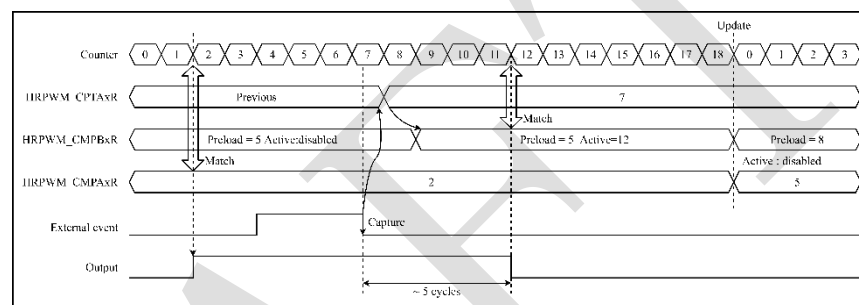 Update
Counter 0 1 2 3 4 5 6 7 8 9 10 11 12 13 14 15 16 17 18 0 1 2 3
HRPWM_CPTAxR Previous 7
Match
HRPWM_CMPBxR Preload = 5 Active:disabled Preload = 5 Active=12 Preload = 8
Match Active : disabled
HRPWM_CMPAxR 2 5
External event Capture
Output
~ 5 cycles